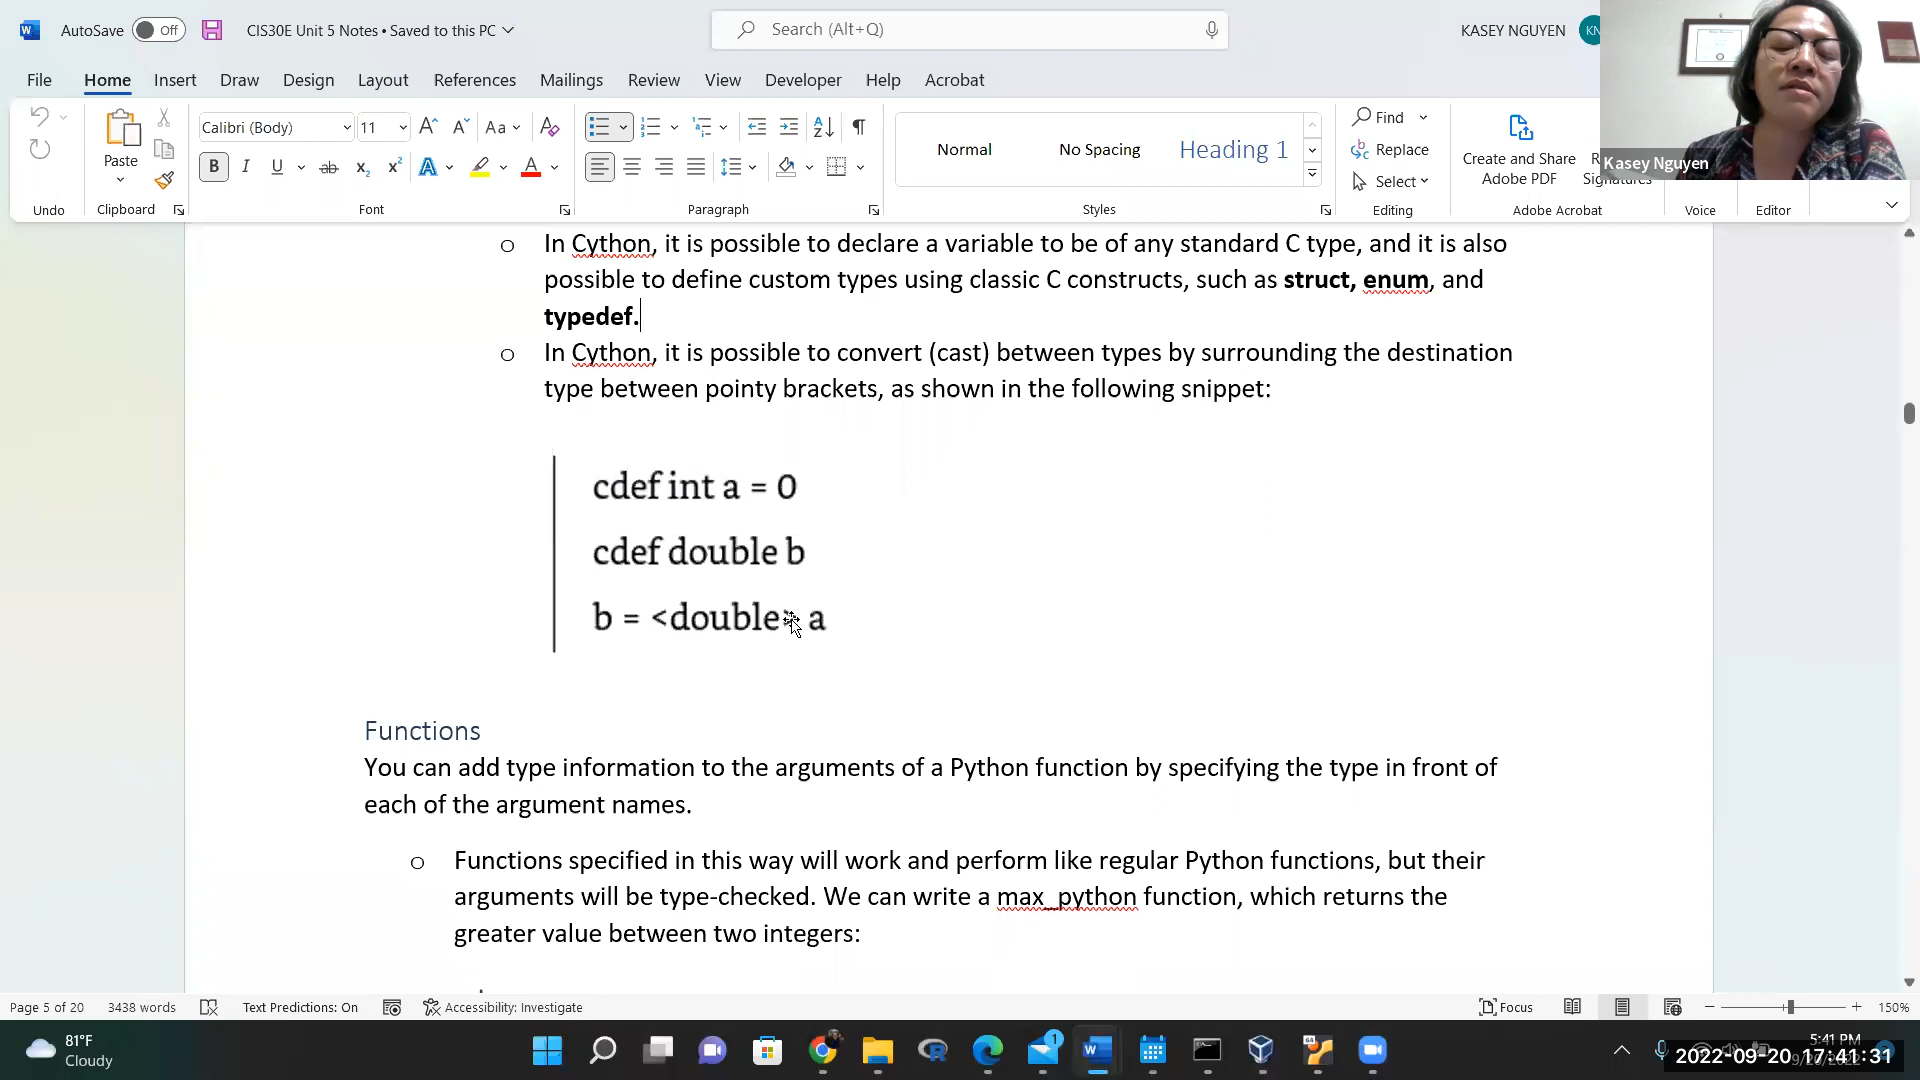 AutoSave Off CIS30E Unit 5 Notes • Saved to this PC Search (Alt+Q) KASEY NGUYEN
File Home Insert Draw Design Layout References Mailings Review View Developer Help Acrobat
Calibri (Body) 11 Aa
Paste
B I U ab x₂ x² A A
Normal No Spacing Heading 1
Find
Replace
Select
Create and Share
Adobe PDF
Signatures
Kasey Nguyen
Undo Clipboard Font Paragraph Styles Editing Adobe Acrobat Voice Editor
o In Cython, it is possible to declare a variable to be of any standard C type, and it is also
possible to define custom types using classic C constructs, such as struct, enum, and
typedef.
o In Cython, it is possible to convert (cast) between types by surrounding the destination
type between pointy brackets, as shown in the following snippet:
cdef int a = 0
cdef double b
b = <double> a
Functions
You can add type information to the arguments of a Python function by specifying the type in front of
each of the argument names.
o Functions specified in this way will work and perform like regular Python functions, but their
arguments will be type-checked. We can write a max_python function, which returns the
greater value between two integers:
Page 5 of 20 3438 words Text Predictions: On Accessibility: Investigate Focus 150%
81°F
Cloudy
1
5:41 PM
2022-09-20 17:41:31